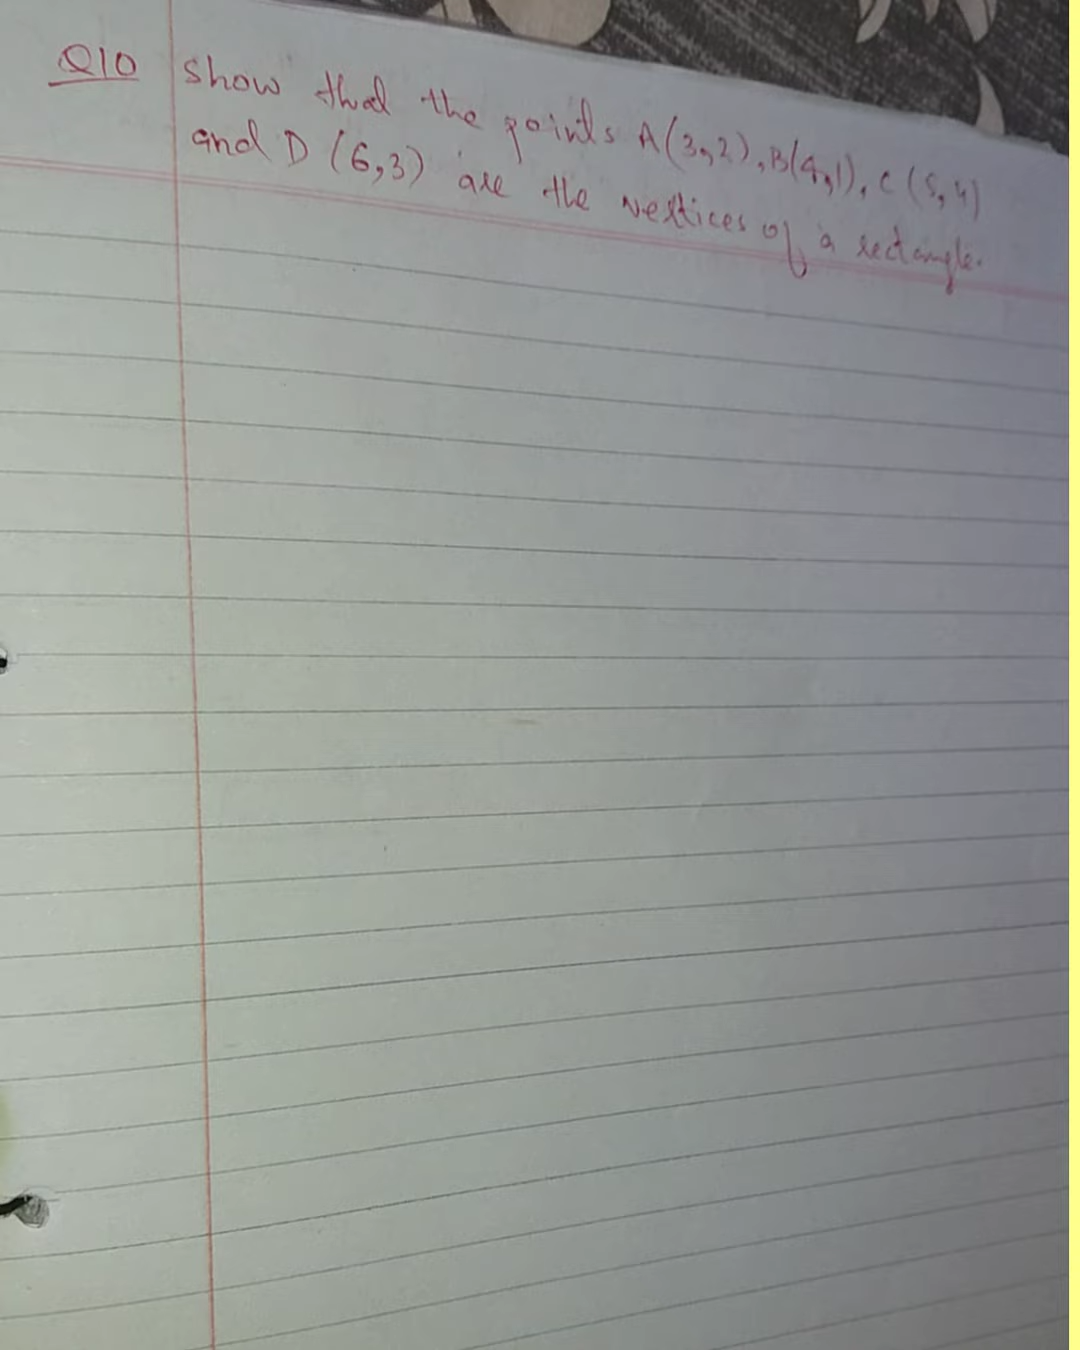 Q10 Show that the points A(3,2), B(4,1), C(5,4)
and D (6,3) are the vertices of a rectangle.